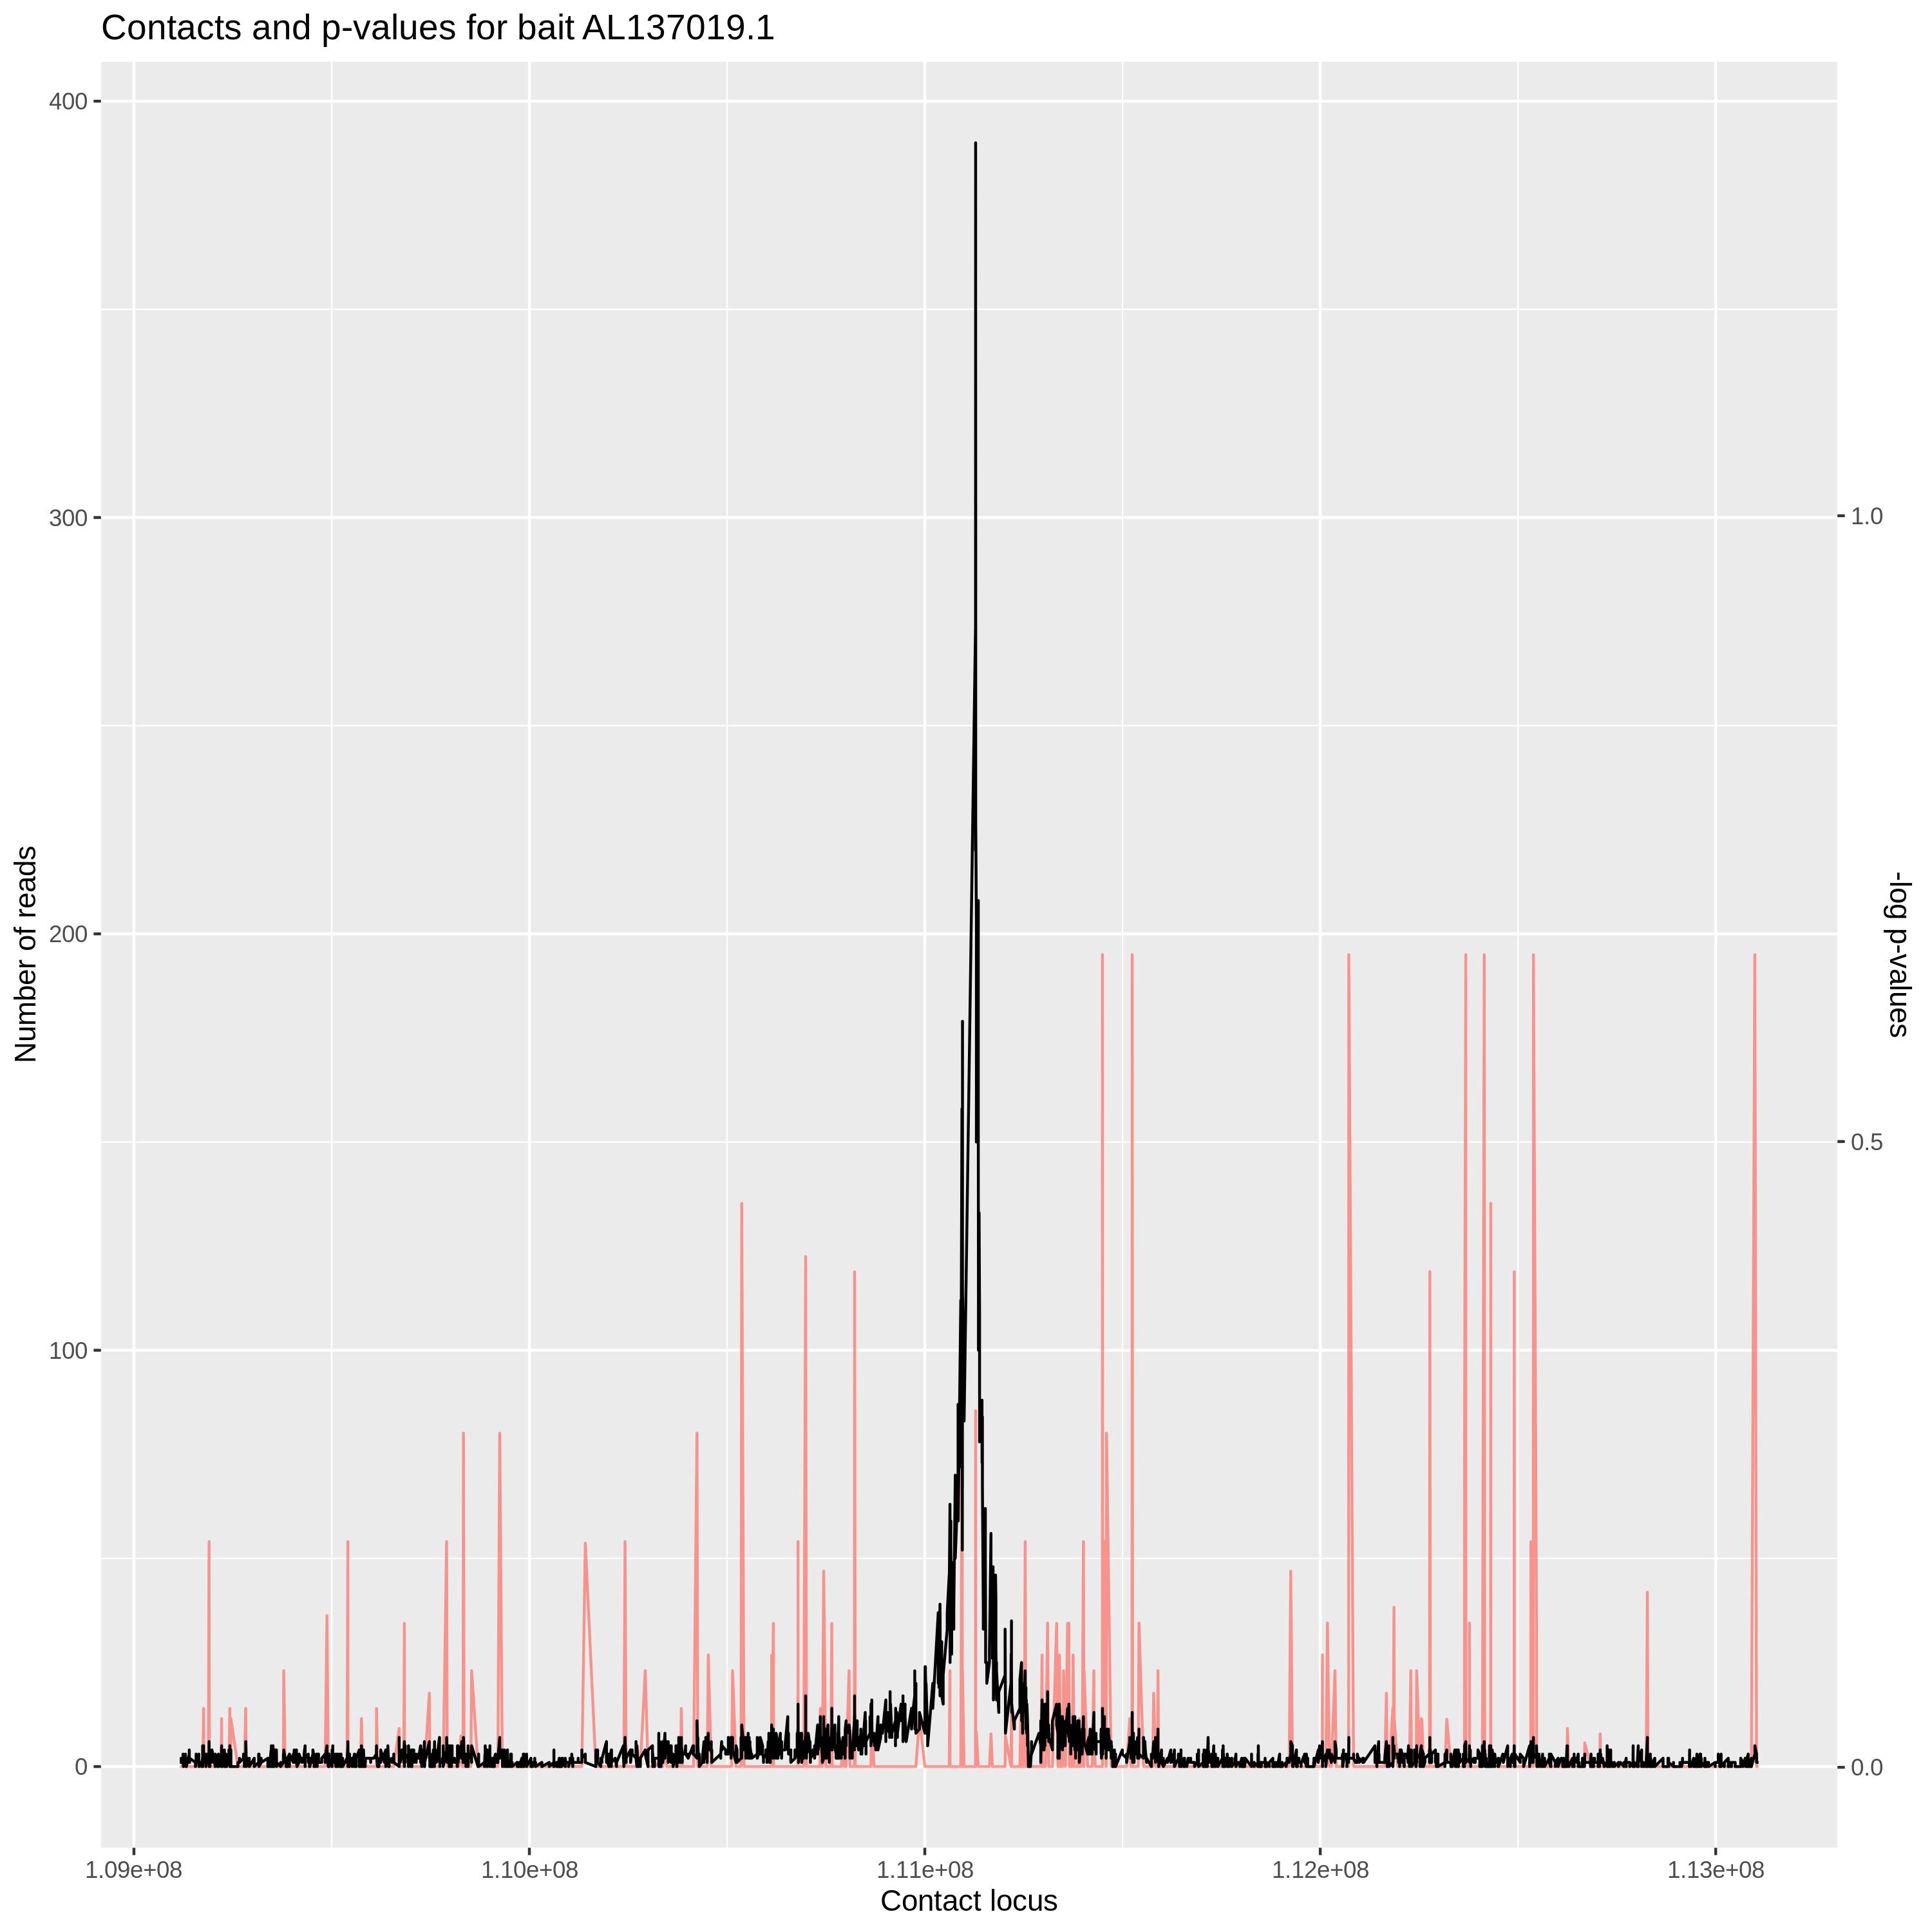 Contacts and p-values for bait AL137019.1
400
300
200
100
0
Number of reads
1.0
0.5
0.0
-log p-values
1.09e+08 1.10e+08 1.11e+08 1.12e+08 1.13e+08
Contact locus